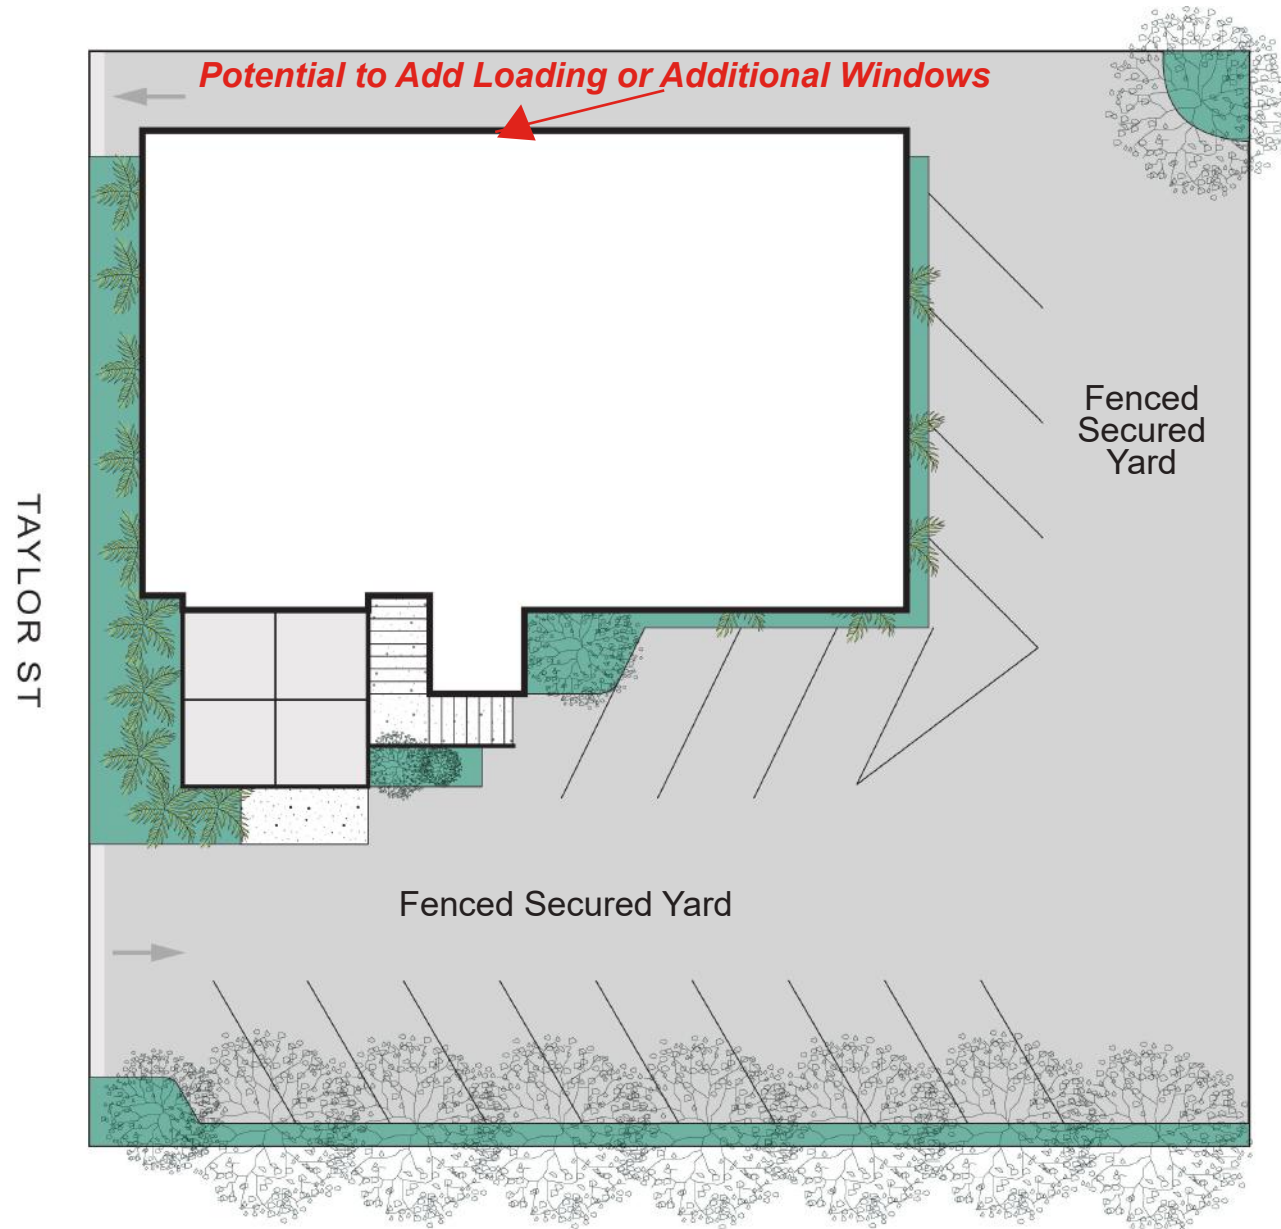 Potential to Add Loading or Additional Windows
Fenced
Secured
Yard
TAYLOR ST
Fenced Secured Yard